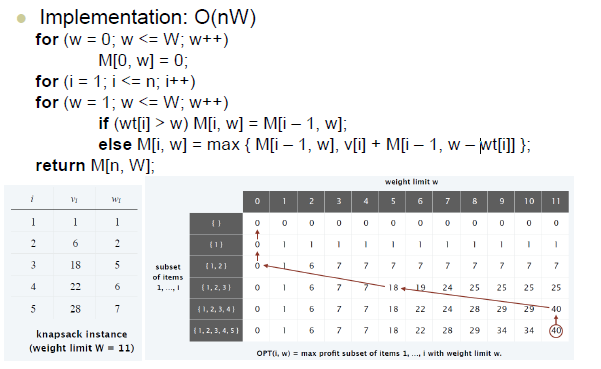 Implementation: O(nW)
for (w = 0; w <= W; w++)
M[0, w] = 0;
for (i = 1; i <= n; i++)
for (w = 1; w <= W; w++)
if (wt[i] > w) M[i, w] = M[i – 1, w];
else M[i, w] = max { M[i – 1, w], v[i] + M[i – 1, w – wt[i]] };
return M[n, W];
i vᵢ wᵢ
1 1 1
2 6 2
3 18 5
4 22 6
5 28 7
knapsack instance
(weight limit W = 11)
weight limit w
0 1 2 3 4 5 6 7 8 9 10 11
{ } 0 0 0 0 0 0 0 0 0 0 0 0
{ 1 } 0 1 1 1 1 1 1 1 1 1 1 1
{ 1, 2 } 0 1 6 7 7 7 7 7 7 7 7 7
{ 1, 2, 3 } 0 1 6 7 7 18 19 24 25 25 25 25
{ 1, 2, 3, 4 } 0 1 6 7 7 18 22 24 28 29 29 40
{ 1, 2, 3, 4, 5 } 0 1 6 7 7 18 22 28 29 34 34 40
subset
of items
1, …, i
OPT(i, w) = max profit subset of items 1, ..., i with weight limit w.